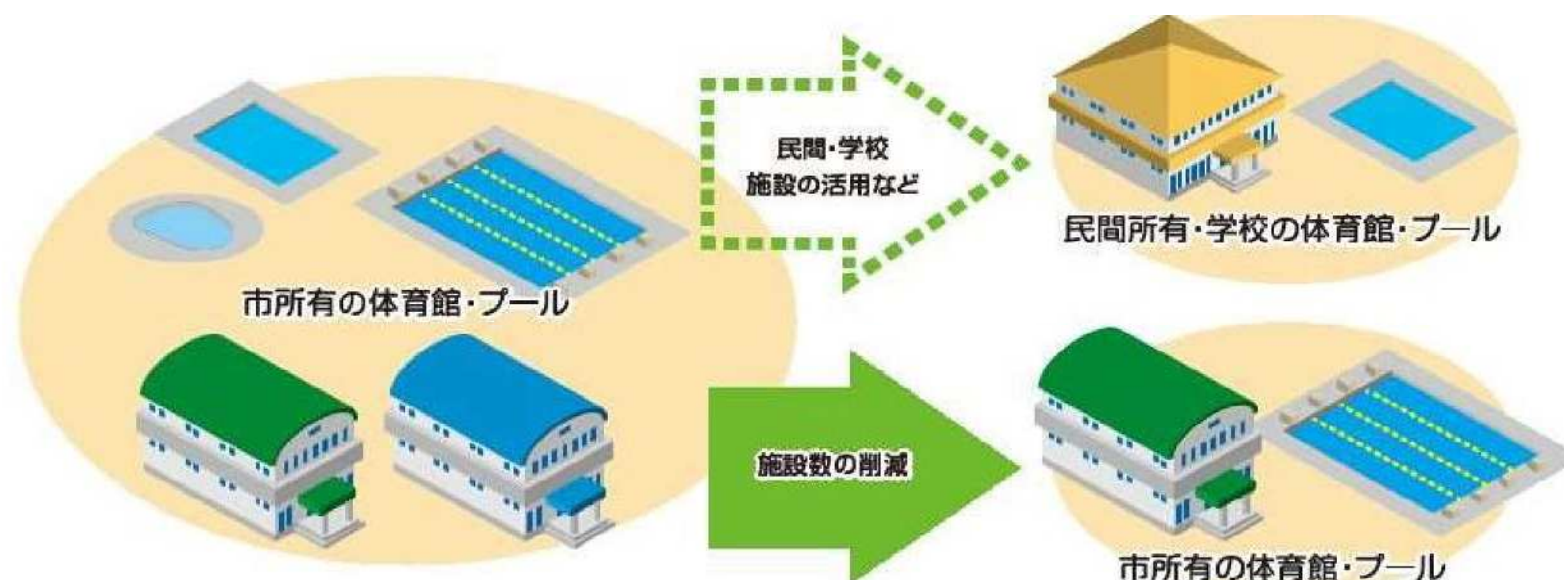 市所有の体育館・プール
民間・学校
施設の活用など
民間所有・学校の体育館・プール
施設数の削減
市所有の体育館・プール